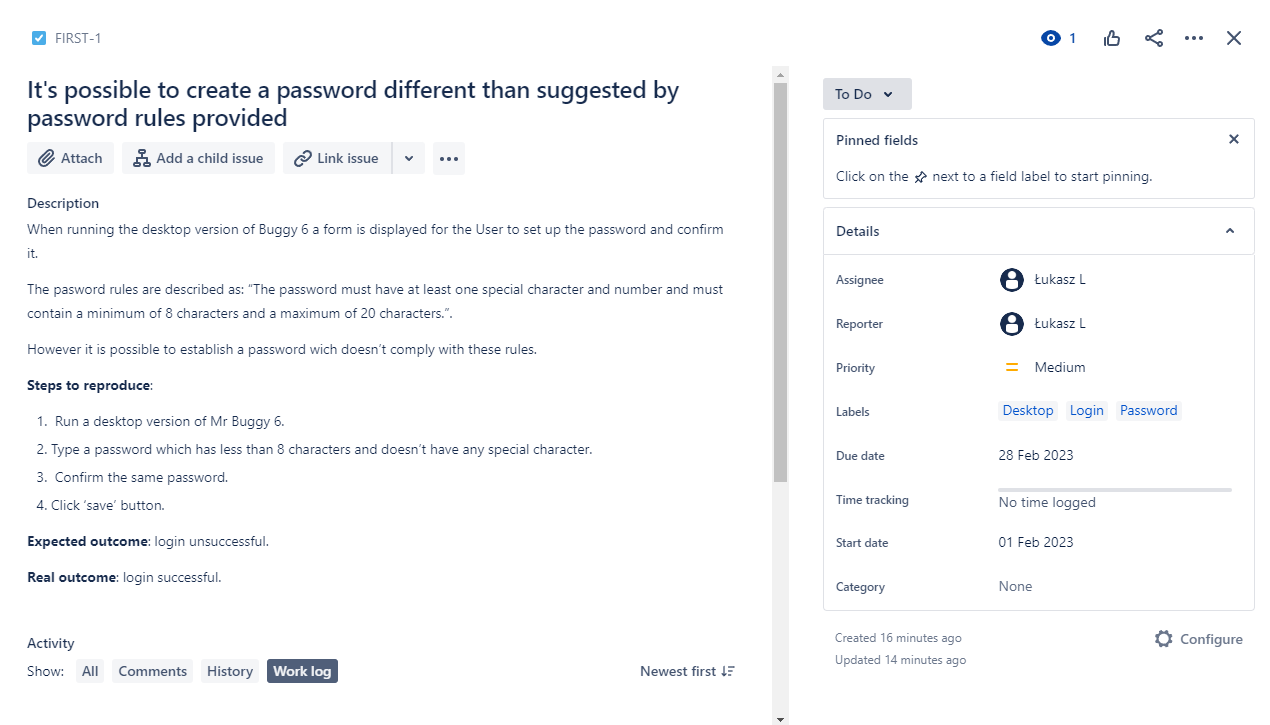 FIRST-1
1
It's possible to create a password different than suggested by
password rules provided
Attach
Add a child issue
Link issue
Description
When running the desktop version of Buggy 6 a form is displayed for the User to set up the password and confirm
it.
The pasword rules are described as: “The password must have at least one special character and number and must
contain a minimum of 8 characters and a maximum of 20 characters.”.
However it is possible to establish a password wich doesn’t comply with these rules.
Steps to reproduce:
1. Run a desktop version of Mr Buggy 6.
2. Type a password which has less than 8 characters and doesn’t have any special character.
3. Confirm the same password.
4. Click ‘save’ button.
Expected outcome: login unsuccessful.
Real outcome: login successful.
Activity
Show: All Comments History Work log
Newest first
To Do
Pinned fields
Click on the next to a field label to start pinning.
Details
Assignee Łukasz L
Reporter Łukasz L
Priority Medium
Labels Desktop Login Password
Due date 28 Feb 2023
Time tracking No time logged
Start date 01 Feb 2023
Category None
Created 16 minutes ago
Updated 14 minutes ago
Configure